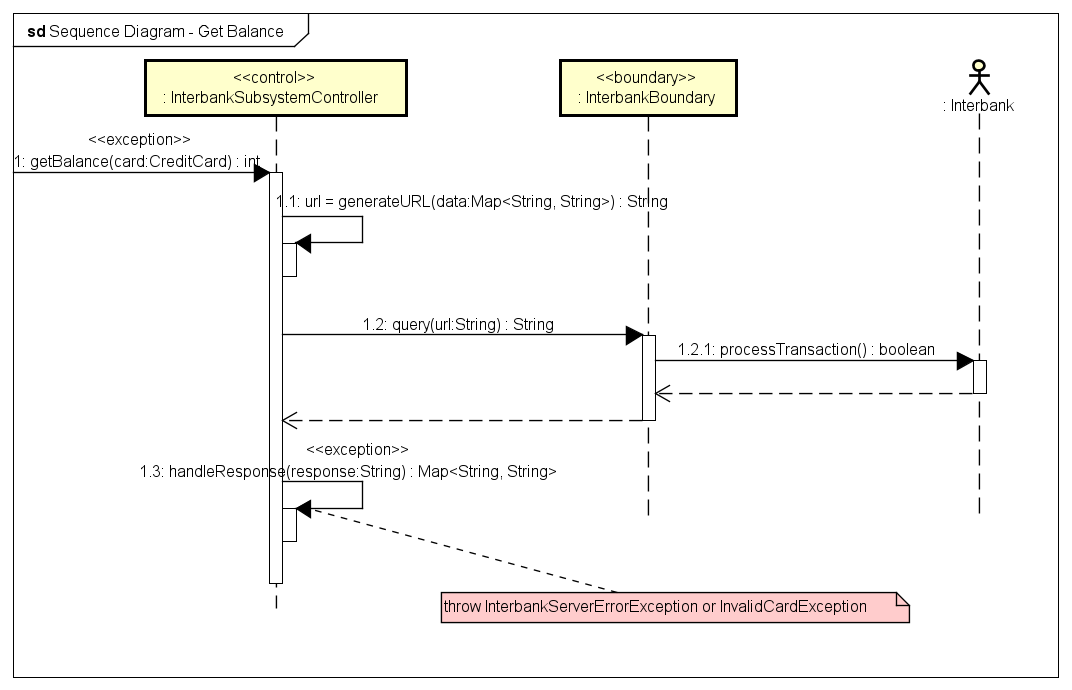 sd Sequence Diagram - Get Balance
<<control>>
: InterbankSubsystemController
<<boundary>>
: InterbankBoundary
: Interbank
<<exception>>
1: getBalance(card:CreditCard) : int
1.1: url = generateURL(data:Map<String, String>) : String
1.2: query(url:String) : String
1.2.1: processTransaction() : boolean
<<exception>>
1.3: handleResponse(response:String) : Map<String, String>
throw InterbankServerErrorException or InvalidCardException